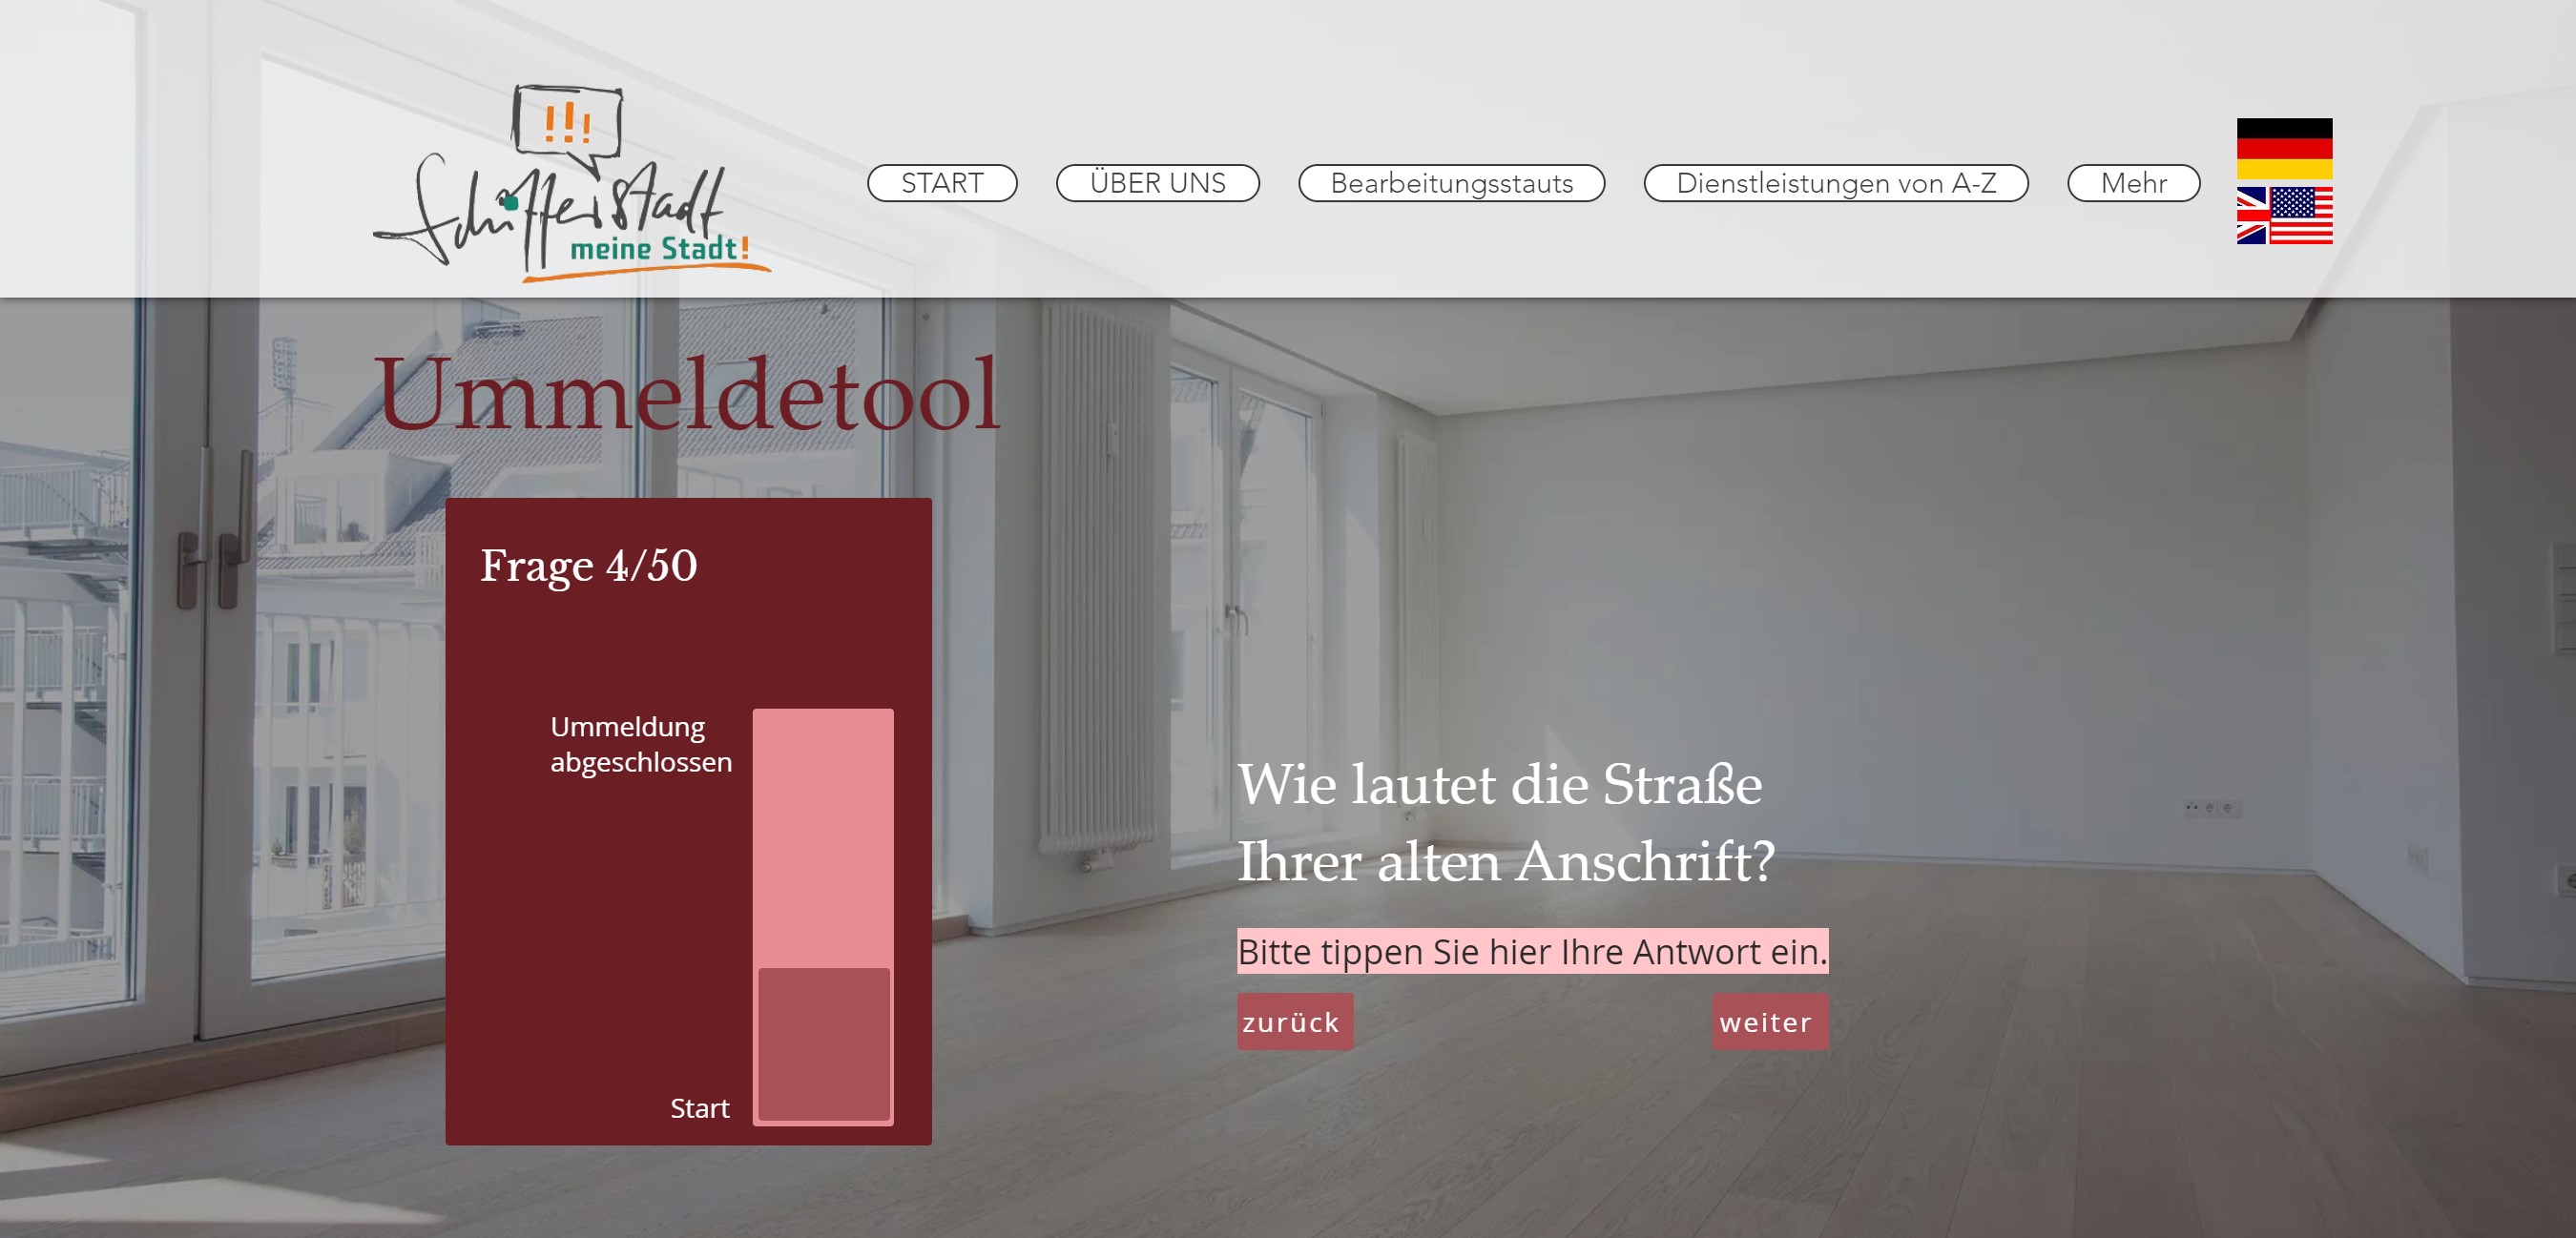 !!!
Schifferstadt
meine Stadt!
START
ÜBER UNS
Bearbeitungsstauts
Dienstleistungen von A-Z
Mehr
Ummeldetool
Frage 4/50
Ummeldung
abgeschlossen
Start
Wie lautet die Straße
Ihrer alten Anschrift?
Bitte tippen Sie hier Ihre Antwort ein.
zurück
weiter